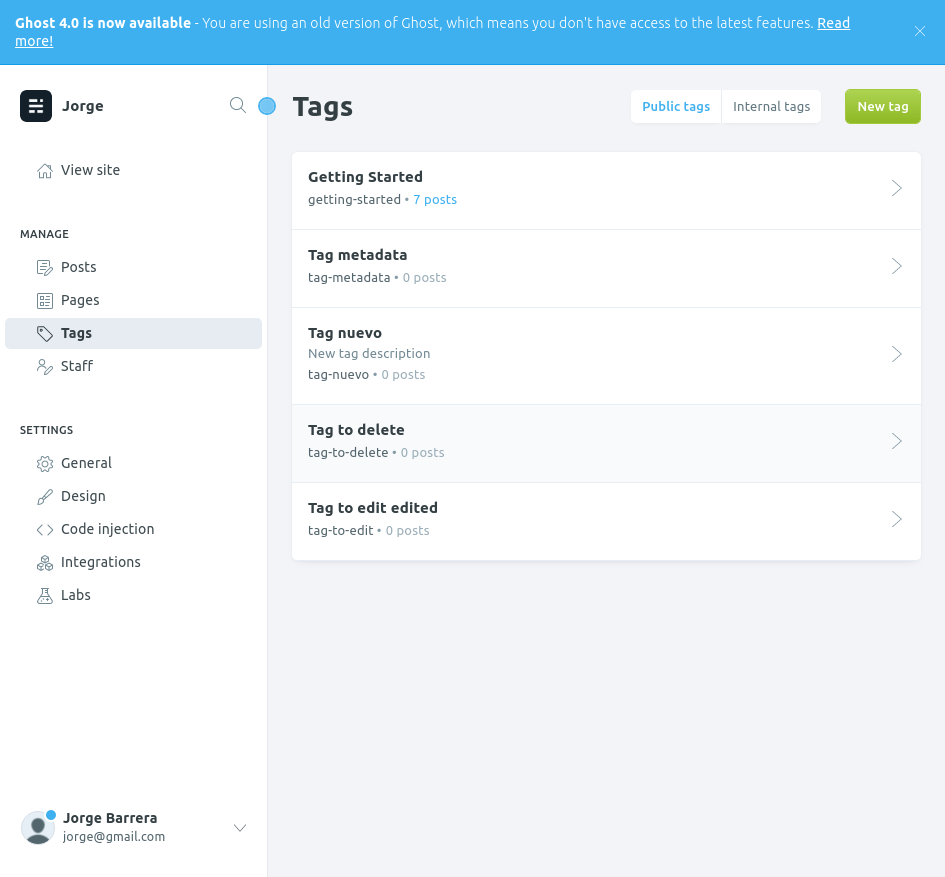 Ghost 4.0 is now available - You are using an old version of Ghost, which means you don't have access to the latest features. Read
more!
Jorge
View site
MANAGE
Posts
Pages
Tags
Staff
SETTINGS
General
Design
Code injection
Integrations
Labs
Jorge Barrera
jorge@gmail.com
Tags
Public tags
Internal tags
New tag
Getting Started
getting-started • 7 posts
Tag metadata
tag-metadata • 0 posts
Tag nuevo
New tag description
tag-nuevo • 0 posts
Tag to delete
tag-to-delete • 0 posts
Tag to edit edited
tag-to-edit • 0 posts